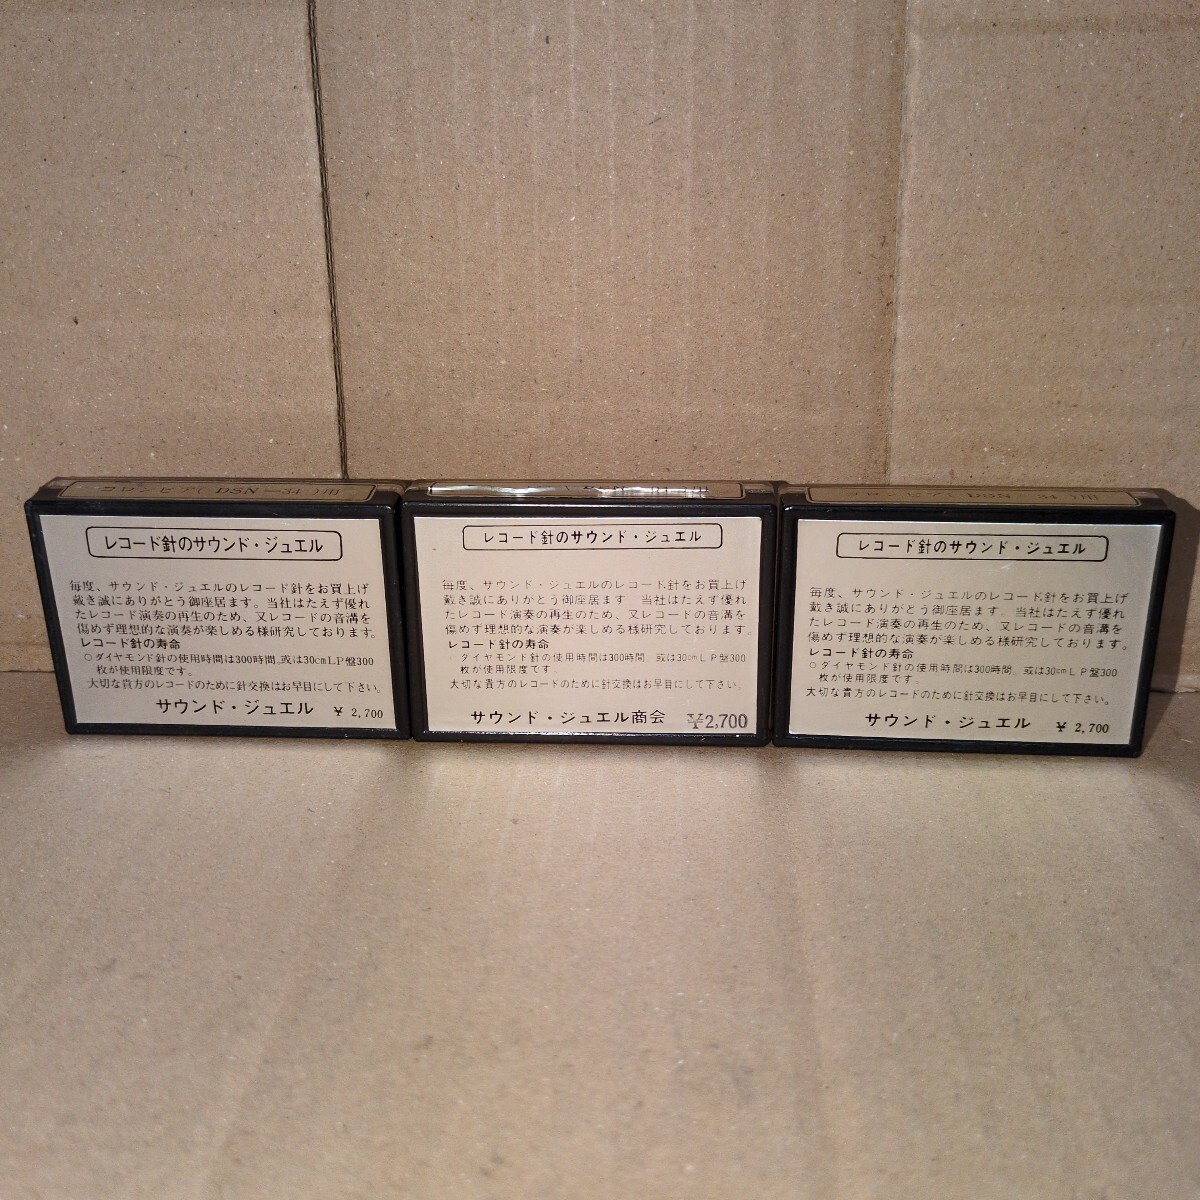 コロンビア( DSN－34 )用
レコード針のサウンド・ジュエル
毎度、サウンド・ジュエルのレコード針をお買上げ
戴き誠にありがとう御座居ます。当社はたえず優れ
たレコード演奏の再生のため、又レコードの音溝を
傷めず理想的な演奏が楽しめる様研究しております。
レコード針の寿命
○ダイヤモンド針の使用時間は300時間。或は30cmLP盤300
枚が使用限度です。
大切な貴方のレコードのために針交換はお早目にして下さい。
サウンド・ジュエル ¥ 2,700
レコード針のサウンド・ジュエル
毎度、サウンド・ジュエルのレコード針をお買上げ
戴き誠にありがとう御座居ます 当社はたえず優れ
たレコード演奏の再生のため、又レコードの音溝を
傷めず理想的な演奏が楽しめる様研究しております。
レコード針の寿命
○ダイヤモンド針の使用時間は300時間。或は30cmＬＰ盤300
枚が使用限度です
大切な貴方のレコードのために針交換はお早目にして下さい。
サウンド・ジュエル商会 ¥2,700
コロンビア( DSN－34 )用
レコード針のサウンド・ジュエル
毎度、サウンド・ジュエルのレコード針をお買上げ
戴き誠にありがとう御座居ます。当社はたえず優れ
たレコード演奏の再生のため、又レコードの音溝を
傷めず理想的な演奏が楽しめる様研究しております。
レコード針の寿命
○ダイヤモンド針の使用時間は300時間。或は30cmＬＰ盤300
枚が使用限度です。
大切な貴方のレコードのために針交換はお早目にして下さい。
サウンド・ジュエル ¥ 2,700